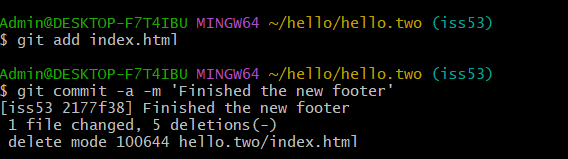 Admin@DESKTOP-F7T4IBU MINGW64 ~/hello/hello.two (iss53)
$ git add index.html
Admin@DESKTOP-F7T4IBU MINGW64 ~/hello/hello.two (iss53)
$ git commit -a -m 'Finished the new footer'
[iss53 2177f38] Finished the new footer
 1 file changed, 5 deletions(-)
 delete mode 100644 hello.two/index.html